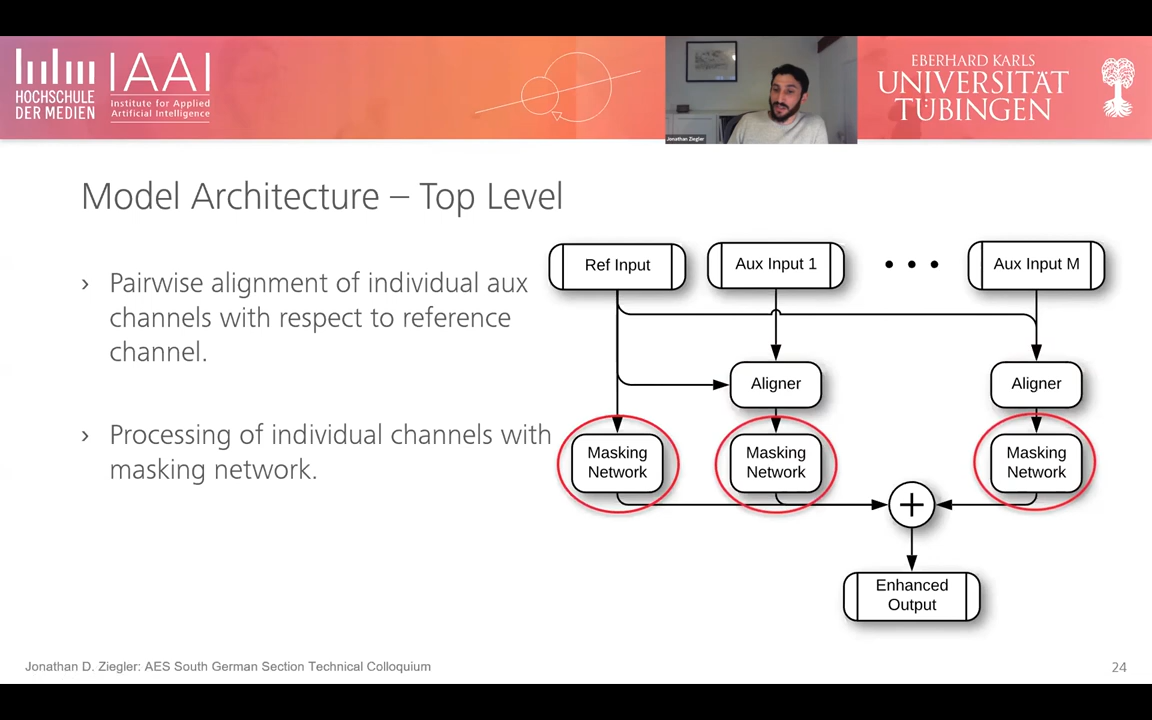 HOCHSCHULE
DER MEDIEN
IAAI
Institute for Applied
Artificial Intelligence
Jonathan Ziegler
EBERHARD KARLS
UNIVERSITÄT
TÜBINGEN
Model Architecture – Top Level
› Pairwise alignment of individual aux
channels with respect to reference
channel.
› Processing of individual channels with
masking network.
Ref Input
Aux Input 1
• • •
Aux Input M
Aligner
Aligner
Masking
Network
Masking
Network
Masking
Network
+
Enhanced
Output
Jonathan D. Ziegler: AES South German Section Technical Colloquium
24